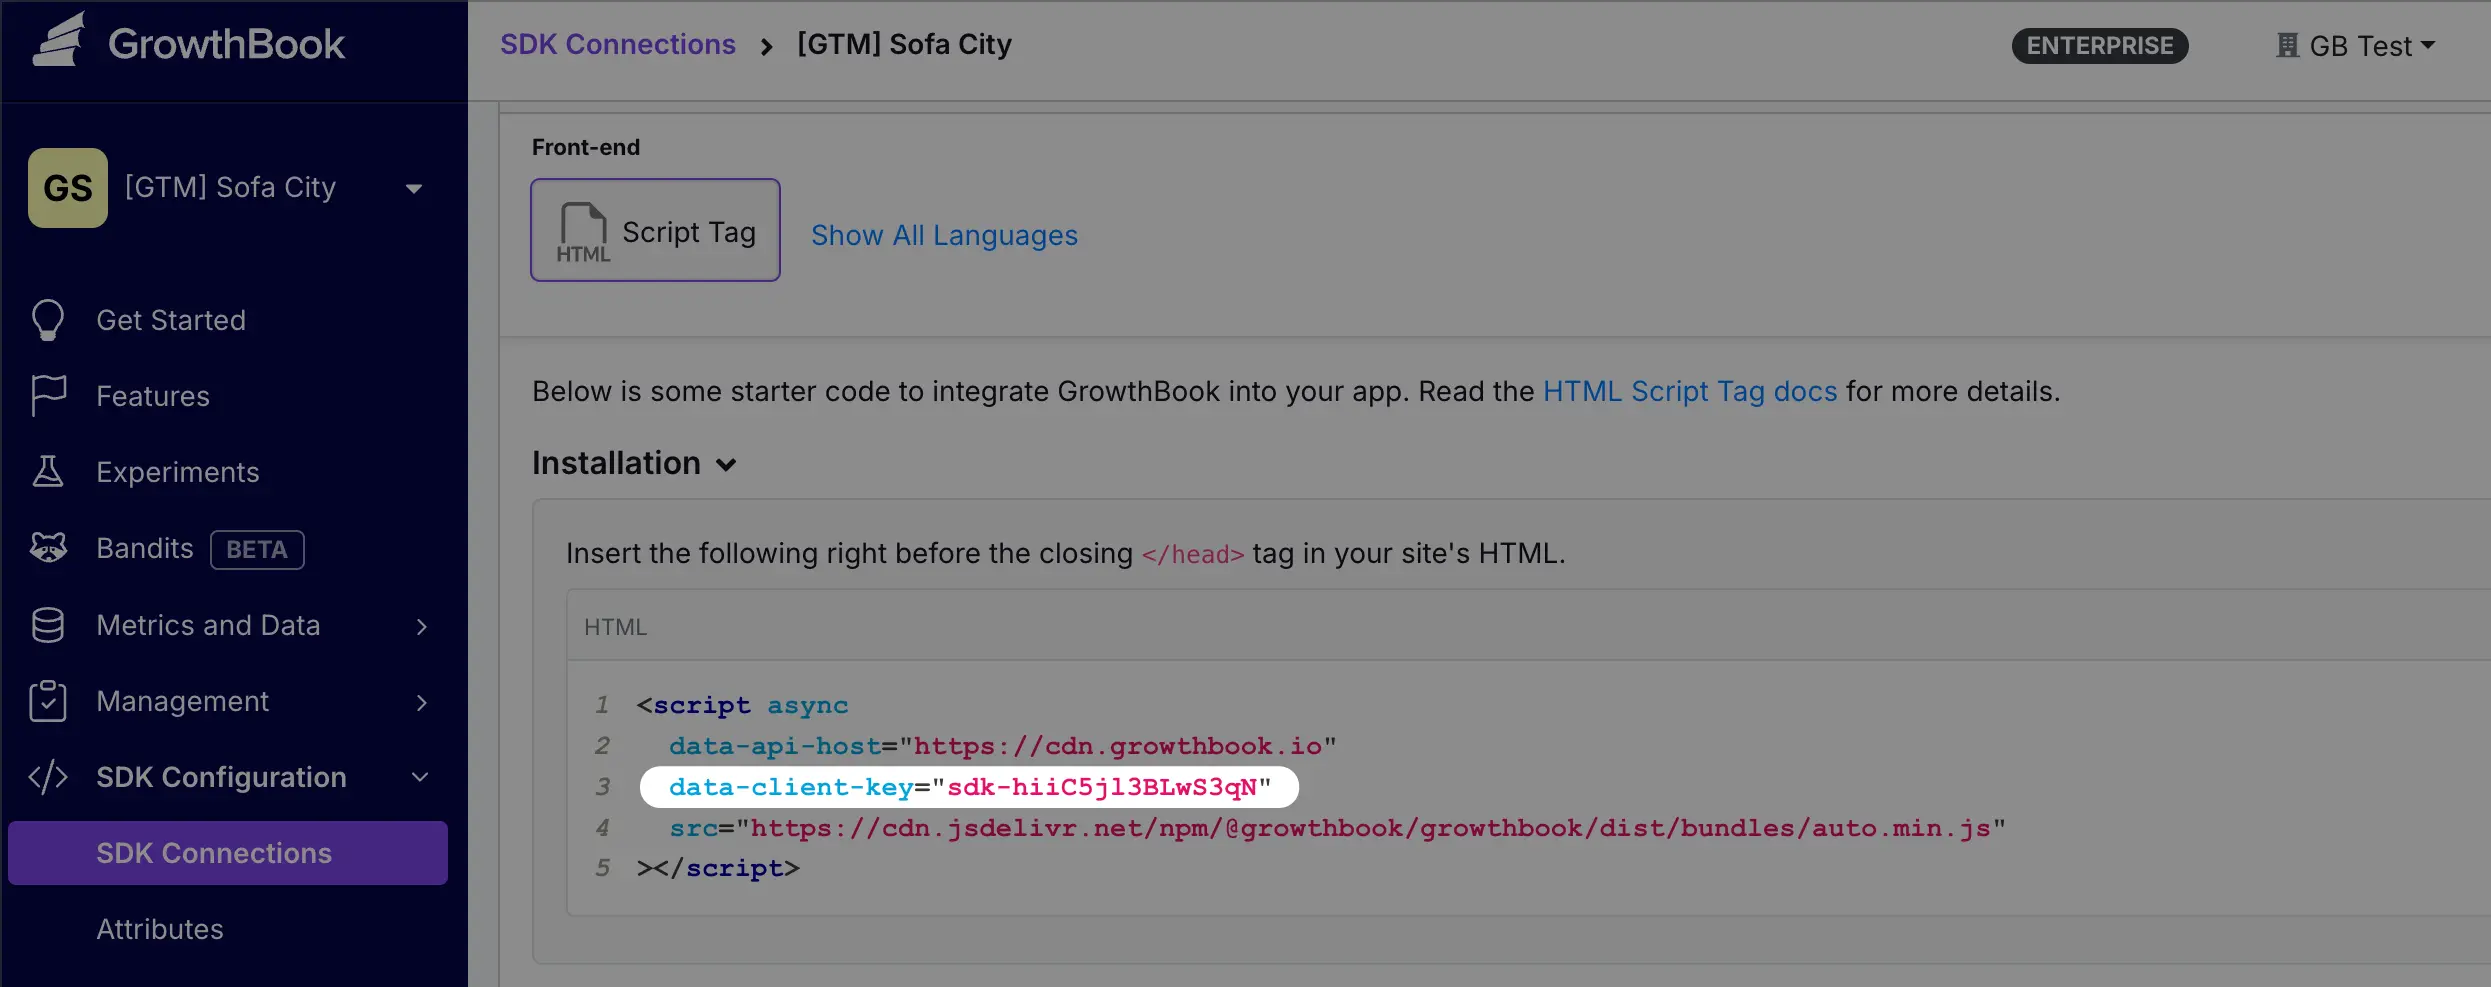 GrowthBook
SDK Connections > [GTM] Sofa City
ENTERPRISE
GB Test
GS [GTM] Sofa City
Get Started
Features
Experiments
Bandits BETA
Metrics and Data
Management
SDK Configuration
SDK Connections
Attributes
Front-end
HTML Script Tag
Show All Languages
Below is some starter code to integrate GrowthBook into your app. Read the HTML Script Tag docs for more details.
Installation
Insert the following right before the closing </head> tag in your site's HTML.
HTML
1 <script async
2 data-api-host="https://cdn.growthbook.io"
3 data-client-key="sdk-hiiC5jl3BLwS3qN"
4 src="https://cdn.jsdelivr.net/npm/@growthbook/growthbook/dist/bundles/auto.min.js"
5 ></script>